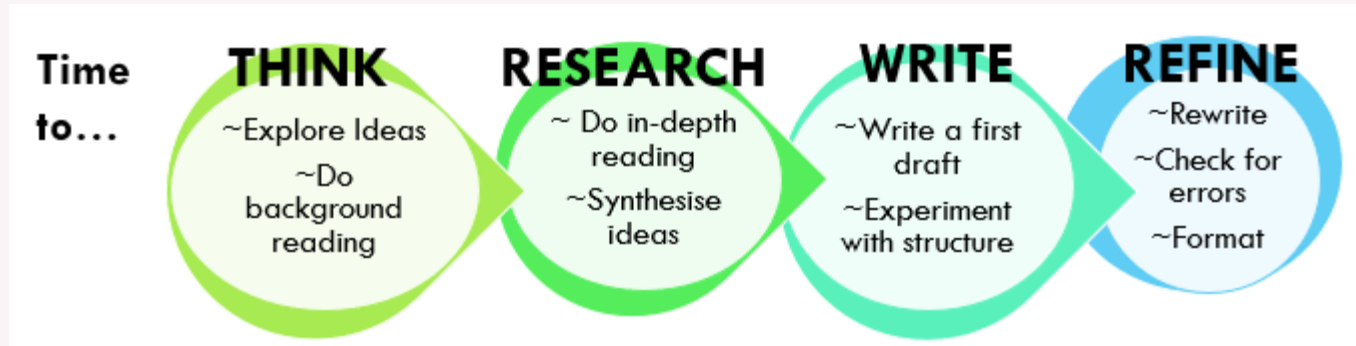 Time
to...
THINK
~Explore Ideas
~Do
background
reading
RESEARCH
~ Do in-depth
reading
~Synthesise
ideas
WRITE
~Write a first
draft
~Experiment
with structure
REFINE
~Rewrite
~Check for
errors
~Format